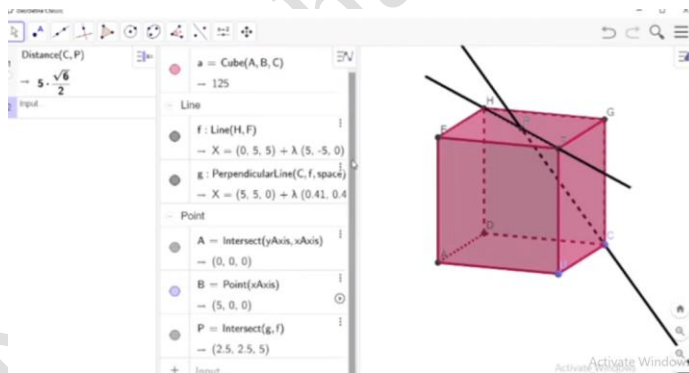 Distance(C, P)
→ 5 · √6/2
Input...
a = Cube(A, B, C)
→ 125
Line
f : Line(H, F)
→ X = (0, 5, 5) + λ (5, -5, 0)
g : PerpendicularLine(C, f, space)
→ X = (5, 5, 0) + λ (0.41, 0.4
Point
A = Intersect(yAxis, xAxis)
→ (0, 0, 0)
B = Point(xAxis)
→ (5, 0, 0)
P = Intersect(g, f)
→ (2.5, 2.5, 5)
Input...
H
G
E
D
C
A
B
Activate Window
Activate Windows